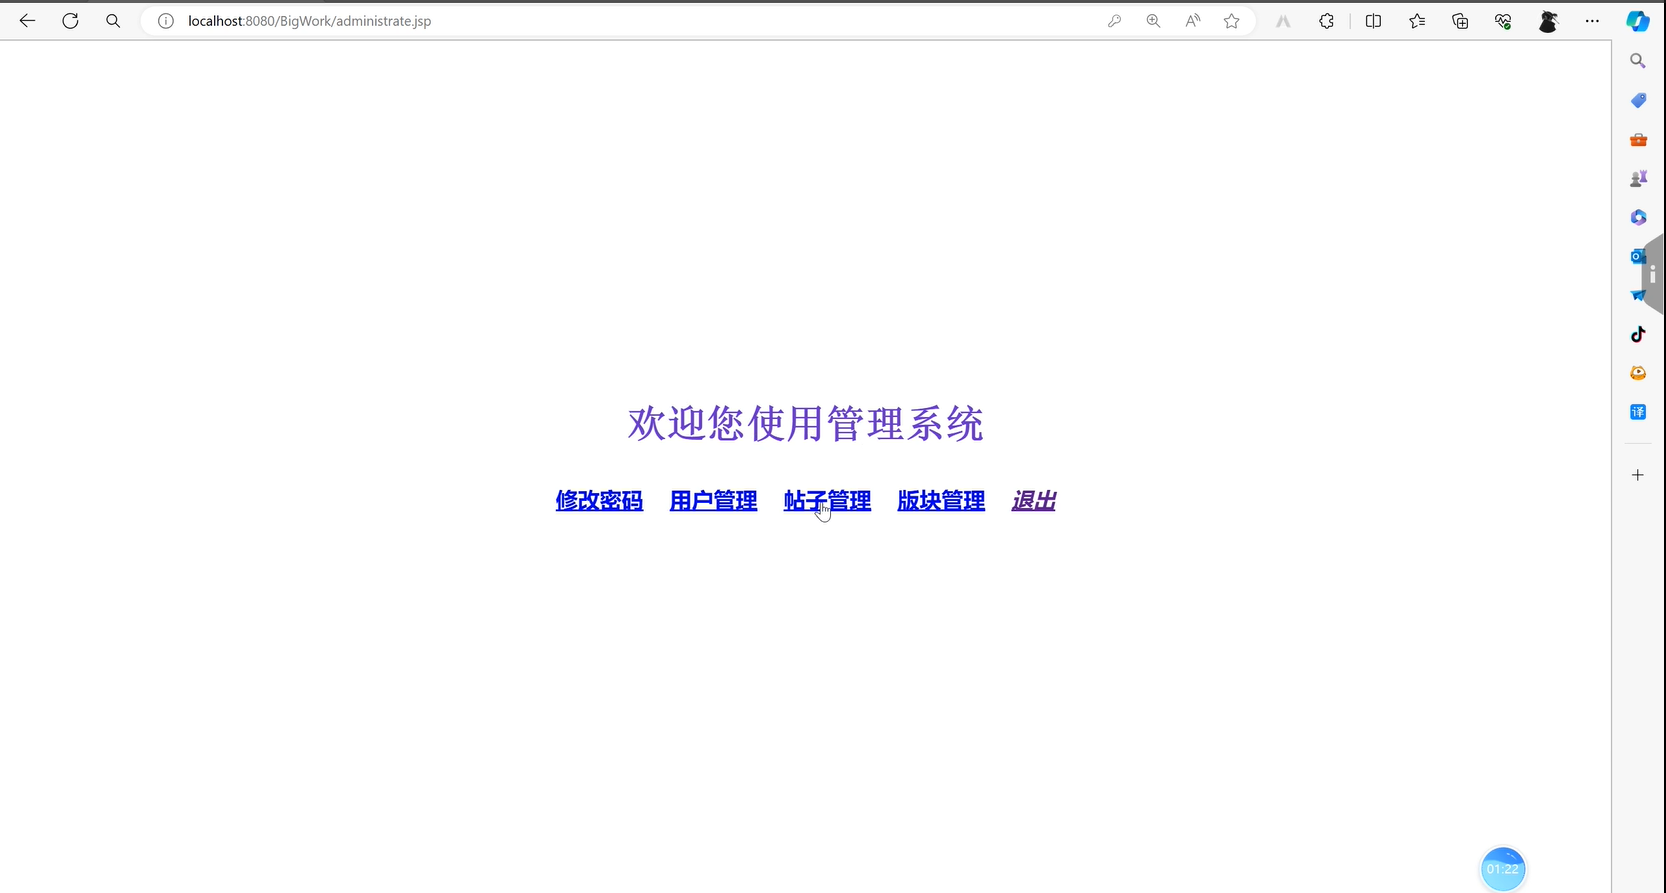 localhost:8080/BigWork/administrate.jsp
欢迎您使用管理系统
修改密码 用户管理 帖子管理 版块管理 退出
译
01:22